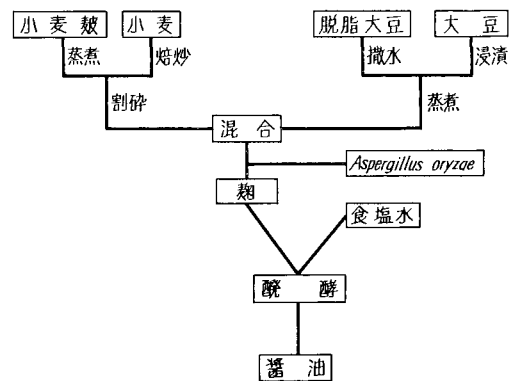 小麦麸 小麦 脱脂大豆 大豆
蒸煮 焙炒 撒水 浸漬
割砕 蒸煮
混合
Aspergillus oryzae
麹
食塩水
醗酵
醤油